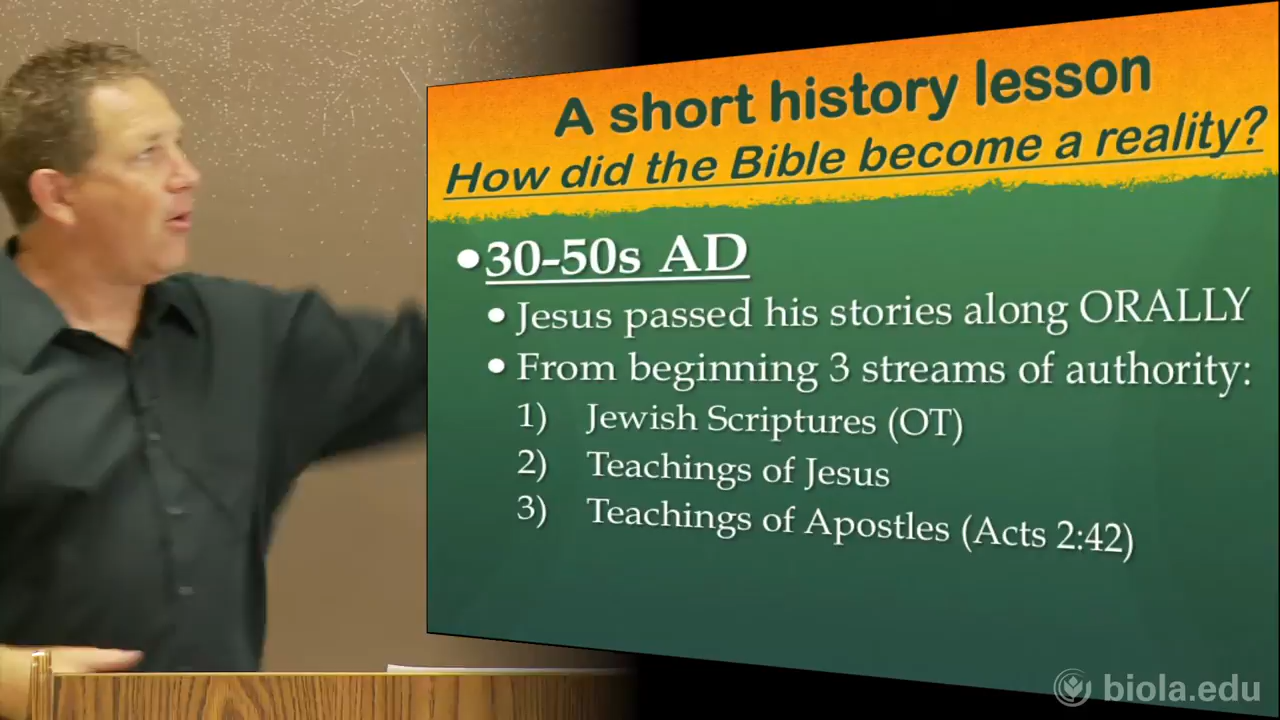 A short history lesson
How did the Bible become a reality?
•30-50s AD
• Jesus passed his stories along ORALLY
• From beginning 3 streams of authority:
1) Jewish Scriptures (OT)
2) Teachings of Jesus
3) Teachings of Apostles (Acts 2:42)
biola.edu